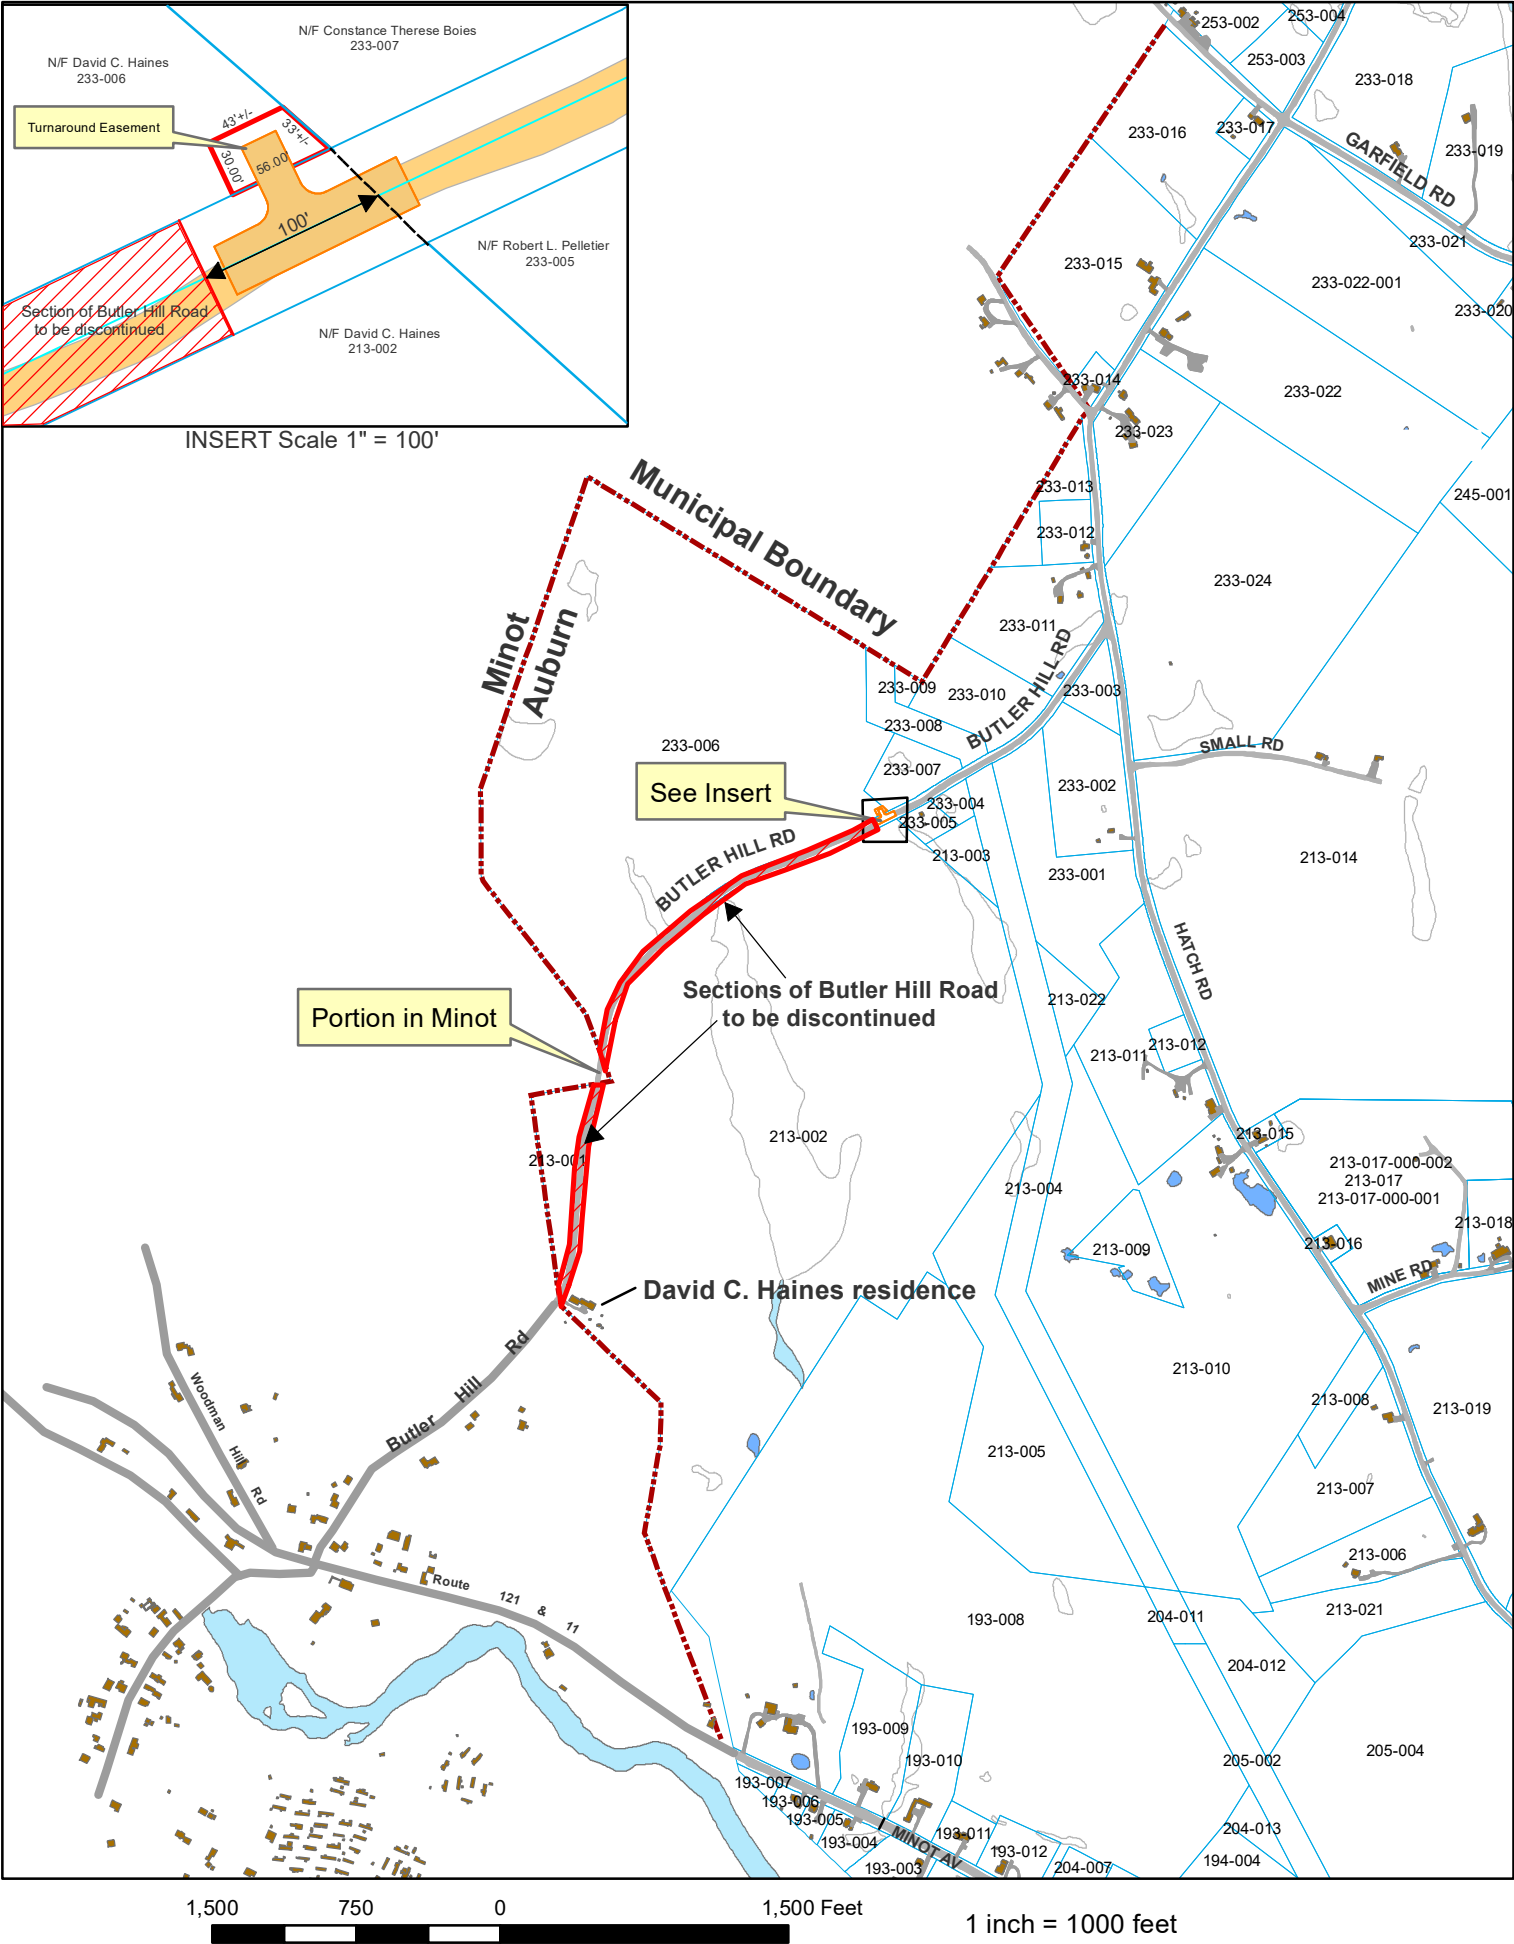 N/F Constance Therese Boies
233-007
N/F David C. Haines
233-006
Turnaround Easement
43'+/-
33'+/-
30.00'
56.00'
100'
N/F Robert L. Pelletier
233-005
Section of Butler Hill Road
to be discontinued
N/F David C. Haines
213-002
INSERT Scale 1" = 100'
253-002
253-004
253-003
233-018
233-016
233-017
GARFIELD RD
233-019
233-021
233-015
233-022-001
233-020
233-014
233-022
233-023
Municipal Boundary
233-013
245-001
233-012
233-024
Minot
Auburn
233-011
BUTLER HILL RD
233-009
233-010
233-003
233-008
233-006
SMALL RD
233-007
See Insert
233-002
233-004
233-005
BUTLER HILL RD
213-003
213-014
233-001
HATCH RD
Sections of Butler Hill Road
to be discontinued
213-022
Portion in Minot
213-012
213-011
213-002
213-015
213-001
213-017-000-002
213-017
213-017-000-001
213-004
213-018
213-016
213-009
MINE RD
David C. Haines residence
Butler Hill Rd
213-010
Woodman Hill Rd
213-008
213-019
213-005
213-007
213-006
Route 121 & 11
193-008
204-011
213-021
204-012
193-009
193-010
205-002
205-004
193-007
193-006
193-005
193-004
MINOT AV
193-011
193-012
204-013
193-003
204-007
194-004
1,500
750
0
1,500 Feet
1 inch = 1000 feet